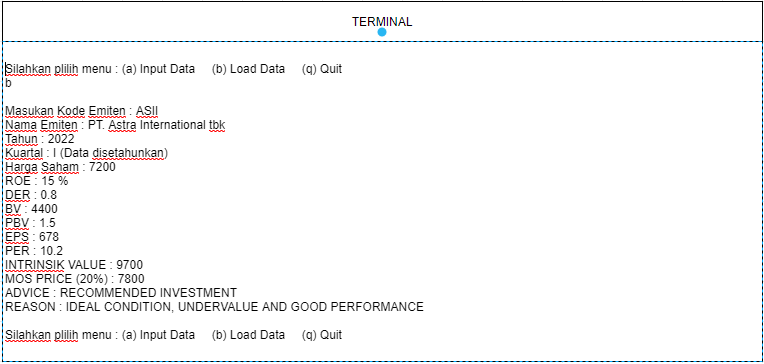 TERMINAL
Silahkan plilih menu : (a) Input Data (b) Load Data (q) Quit
b
Masukan Kode Emiten : ASII
Nama Emiten : PT. Astra International tbk
Tahun : 2022
Kuartal : I (Data disetahunkan)
Harga Saham : 7200
ROE : 15 %
DER : 0.8
BV : 4400
PBV : 1.5
EPS : 678
PER : 10.2
INTRINSIK VALUE : 9700
MOS PRICE (20%) : 7800
ADVICE : RECOMMENDED INVESTMENT
REASON : IDEAL CONDITION, UNDERVALUE AND GOOD PERFORMANCE
Silahkan plilih menu : (a) Input Data (b) Load Data (q) Quit